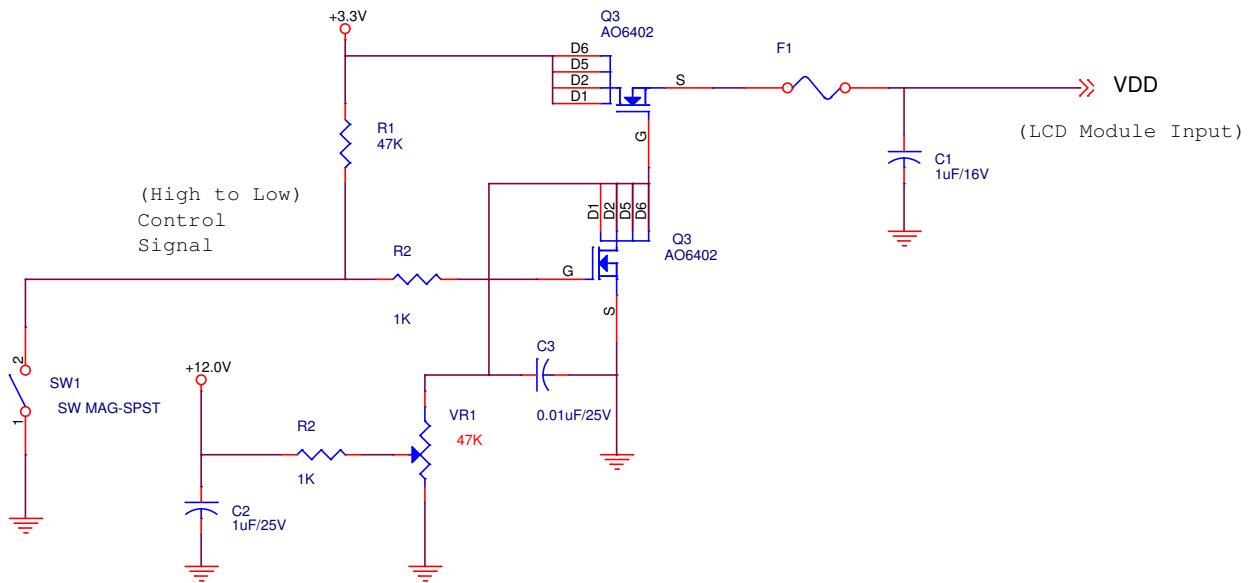 +3.3V
Q3
AO6402
D6
D5
D2
D1
S
G
F1
VDD
(LCD Module Input)
R1
47K
C1
1uF/16V
(High to Low)
Control
Signal
D1
D2
D5
D6
Q3
AO6402
R2
1K
G
S
2
1
SW1
SW MAG-SPST
+12.0V
C3
0.01uF/25V
VR1
47K
R2
1K
C2
1uF/25V